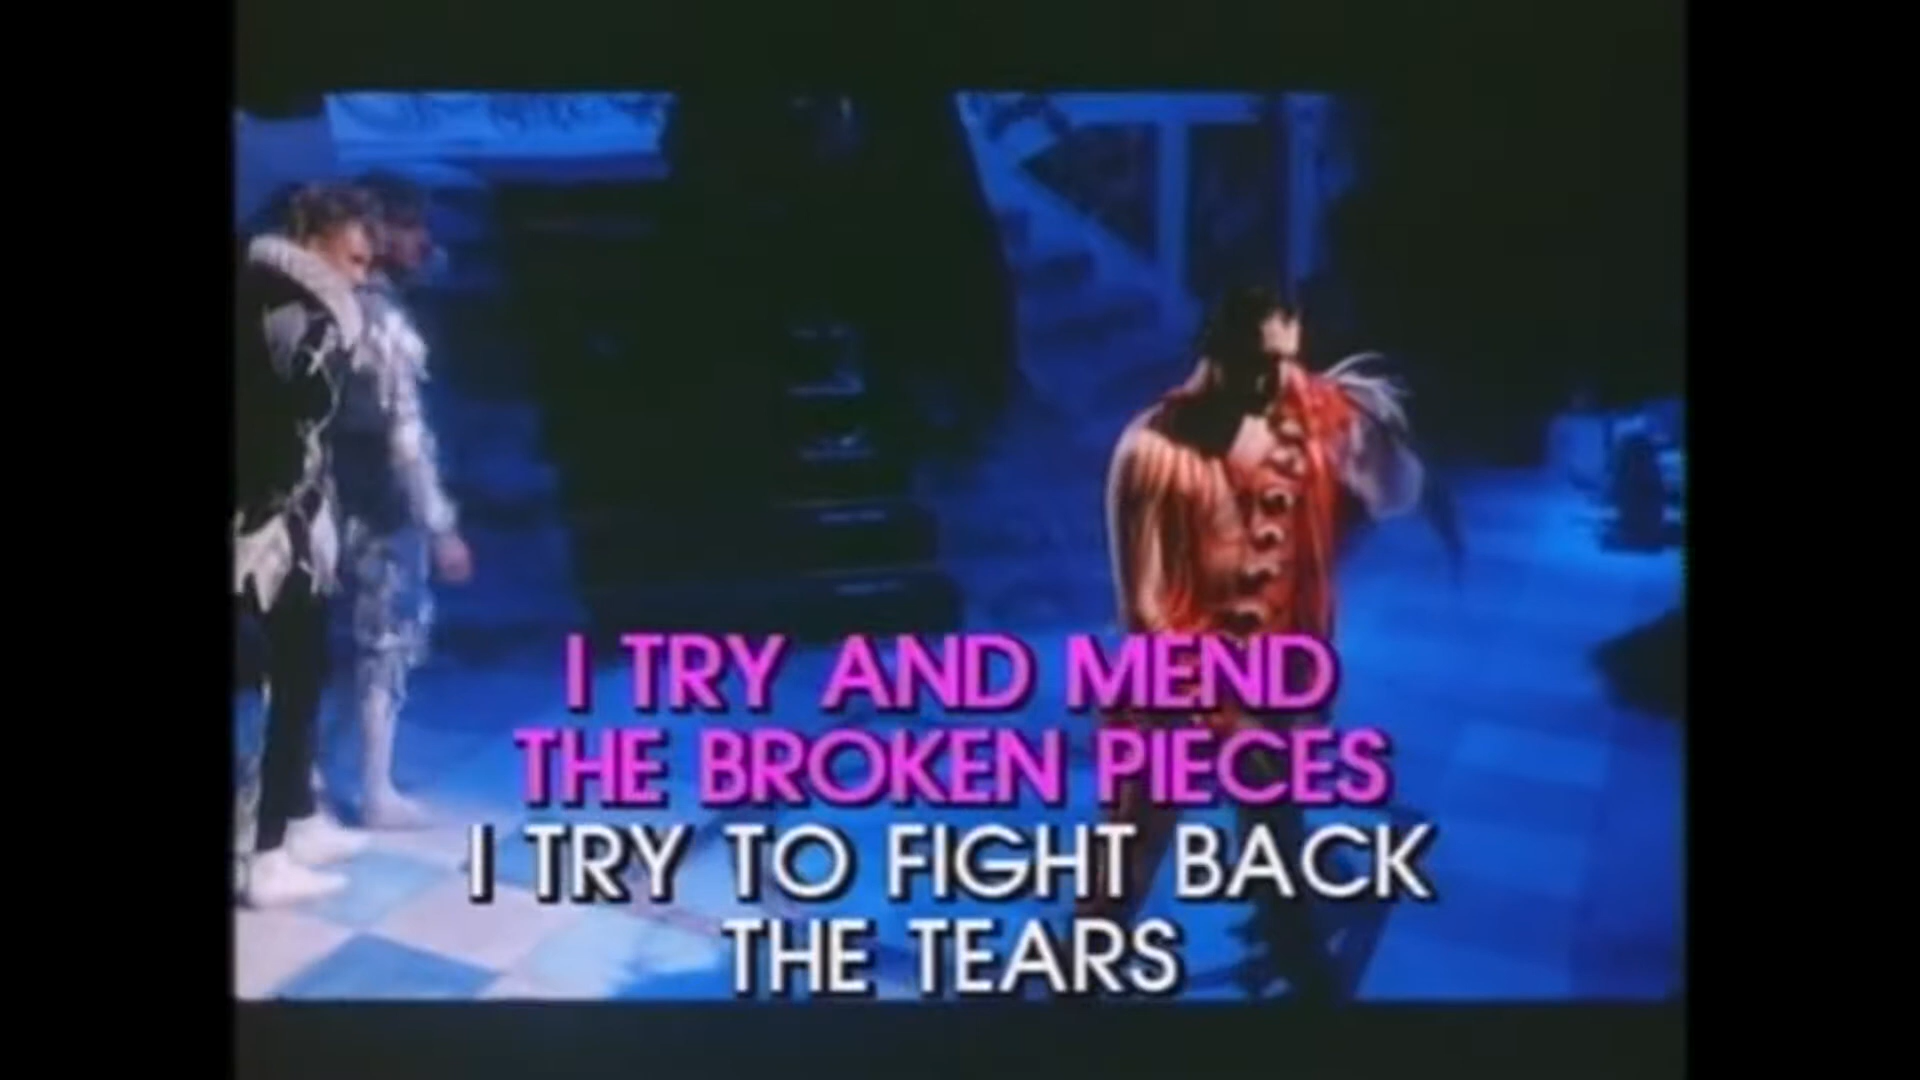 I TRY AND MEND
THE BROKEN PIECES
I TRY TO FIGHT BACK
THE TEARS